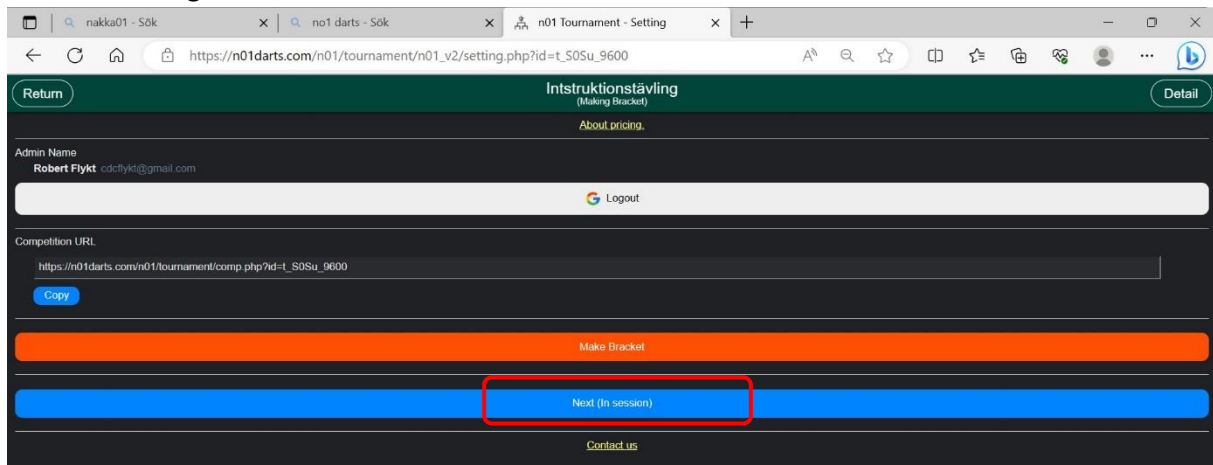 nakka01 - Sök
no1 darts - Sök
n01 Tournament - Setting
https://n01darts.com/n01/tournament/n01_v2/setting.php?id=t_S0Su_9600
Return
Intstruktionstävling
Detail
(Making Bracket)
About pricing.
Admin Name
Robert Flykt cdcflykt@gmail.com
Logout
Competition URL
https://n01darts.com/n01/tournament/comp.php?id=t_S0Su_9600
Copy
Make Bracket
Next (In session)
Contact us